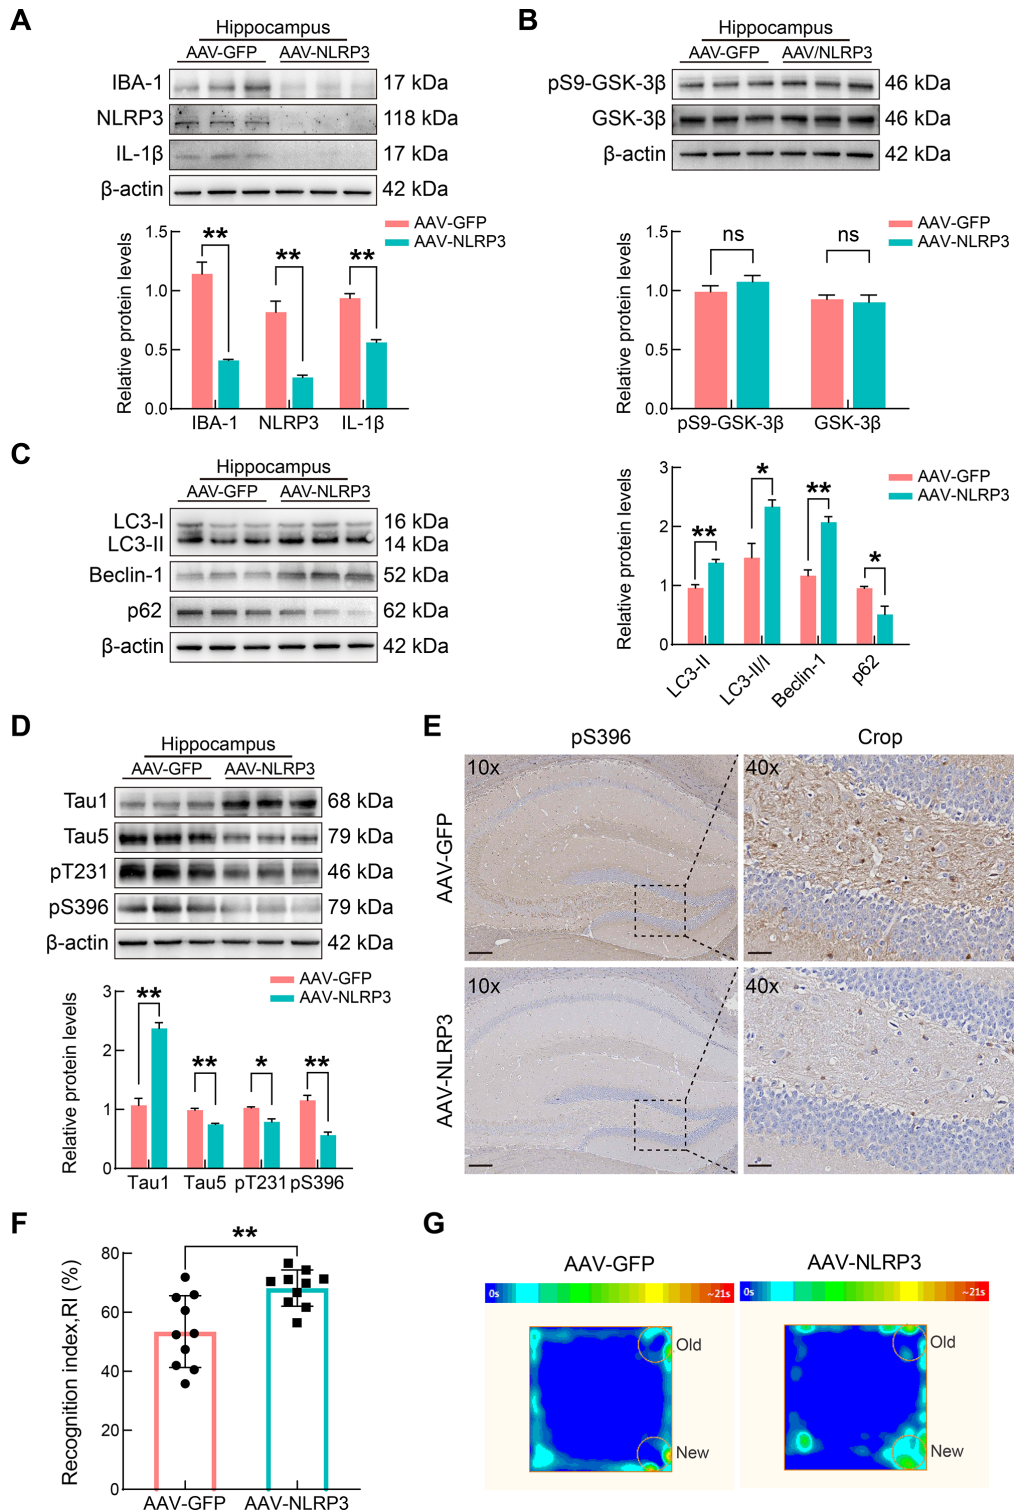 A
Hippocampus
AAV-GFP AAV-NLRP3
IBA-1 17 kDa
NLRP3 118 kDa
IL-1β 17 kDa
β-actin 42 kDa
AAV-GFP
AAV-NLRP3
Relative protein levels
1.5
1.0
0.5
0.0
** ** **
IBA-1 NLRP3 IL-1β
B
Hippocampus
AAV-GFP AAV/NLRP3
pS9-GSK-3β 46 kDa
GSK-3β 46 kDa
β-actin 42 kDa
AAV-GFP
AAV-NLRP3
Relative protein levels
1.5
1.0
0.5
0.0
ns ns
pS9-GSK-3β GSK-3β
C
Hippocampus
AAV-GFP AAV-NLRP3
LC3-I 16 kDa
LC3-II 14 kDa
Beclin-1 52 kDa
p62 62 kDa
β-actin 42 kDa
AAV-GFP
AAV-NLRP3
Relative protein levels
3
2
1
0
** * ** *
LC3-II LC3-II/I Beclin-1 p62
D
Hippocampus
AAV-GFP AAV-NLRP3
Tau1 68 kDa
Tau5 79 kDa
pT231 46 kDa
pS396 79 kDa
β-actin 42 kDa
AAV-GFP
AAV-NLRP3
Relative protein levels
3
2
1
0
** ** * **
Tau1 Tau5 pT231 pS396
E
pS396 Crop
AAV-GFP
10x 40x
AAV-NLRP3
10x 40x
F
Recognition index,RI (%)
80
60
40
20
0
**
AAV-GFP AAV-NLRP3
G
AAV-GFP AAV-NLRP3
0s ~21s 0s ~21s
Old Old
New New